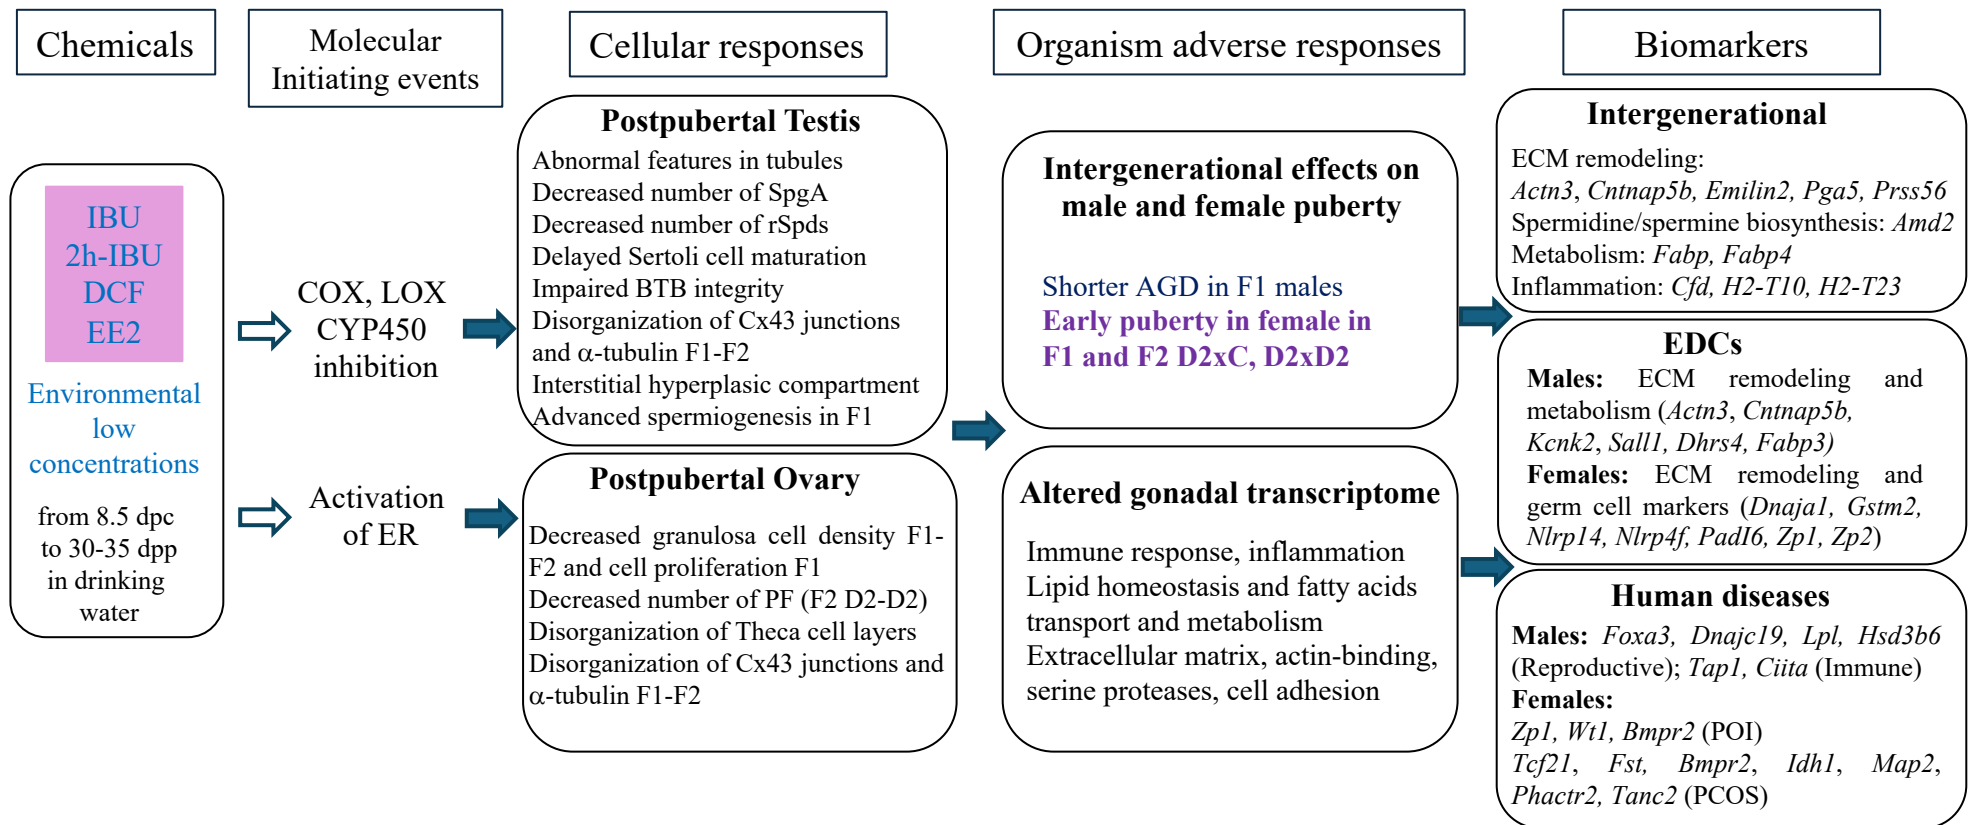 Chemicals
Molecular
Initiating events
Cellular responses
Organism adverse responses
Biomarkers
IBU
2h-IBU
DCF
EE2
Environmental
low
concentrations
from 8.5 dpc
to 30-35 dpp
in drinking
water
COX, LOX
CYP450
inhibition
Activation
of ER
Postpubertal Testis
Abnormal features in tubules
Decreased number of SpgA
Decreased number of rSpds
Delayed Sertoli cell maturation
Impaired BTB integrity
Disorganization of Cx43 junctions
and α-tubulin F1-F2
Interstitial hyperplasic compartment
Advanced spermiogenesis in F1
Postpubertal Ovary
Decreased granulosa cell density F1-
F2 and cell proliferation F1
Decreased number of PF (F2 D2-D2)
Disorganization of Theca cell layers
Disorganization of Cx43 junctions and
α-tubulin F1-F2
Intergenerational effects on
male and female puberty
Shorter AGD in F1 males
Early puberty in female in
F1 and F2 D2xC, D2xD2
Altered gonadal transcriptome
Immune response, inflammation
Lipid homeostasis and fatty acids
transport and metabolism
Extracellular matrix, actin-binding,
serine proteases, cell adhesion
Intergenerational
ECM remodeling:
Actn3, Cntnap5b, Emilin2, Pga5, Prss56
Spermidine/spermine biosynthesis: Amd2
Metabolism: Fabp, Fabp4
Inflammation: Cfd, H2-T10, H2-T23
EDCs
Males: ECM remodeling and
metabolism (Actn3, Cntnap5b,
Kcnk2, Sall1, Dhrs4, Fabp3)
Females: ECM remodeling and
germ cell markers (Dnaja1, Gstm2,
Nlrp14, Nlrp4f, PadI6, Zp1, Zp2)
Human diseases
Males: Foxa3, Dnajc19, Lpl, Hsd3b6
(Reproductive); Tap1, Ciita (Immune)
Females:
Zp1, Wt1, Bmpr2 (POI)
Tcf21, Fst, Bmpr2, Idh1, Map2,
Phactr2, Tanc2 (PCOS)